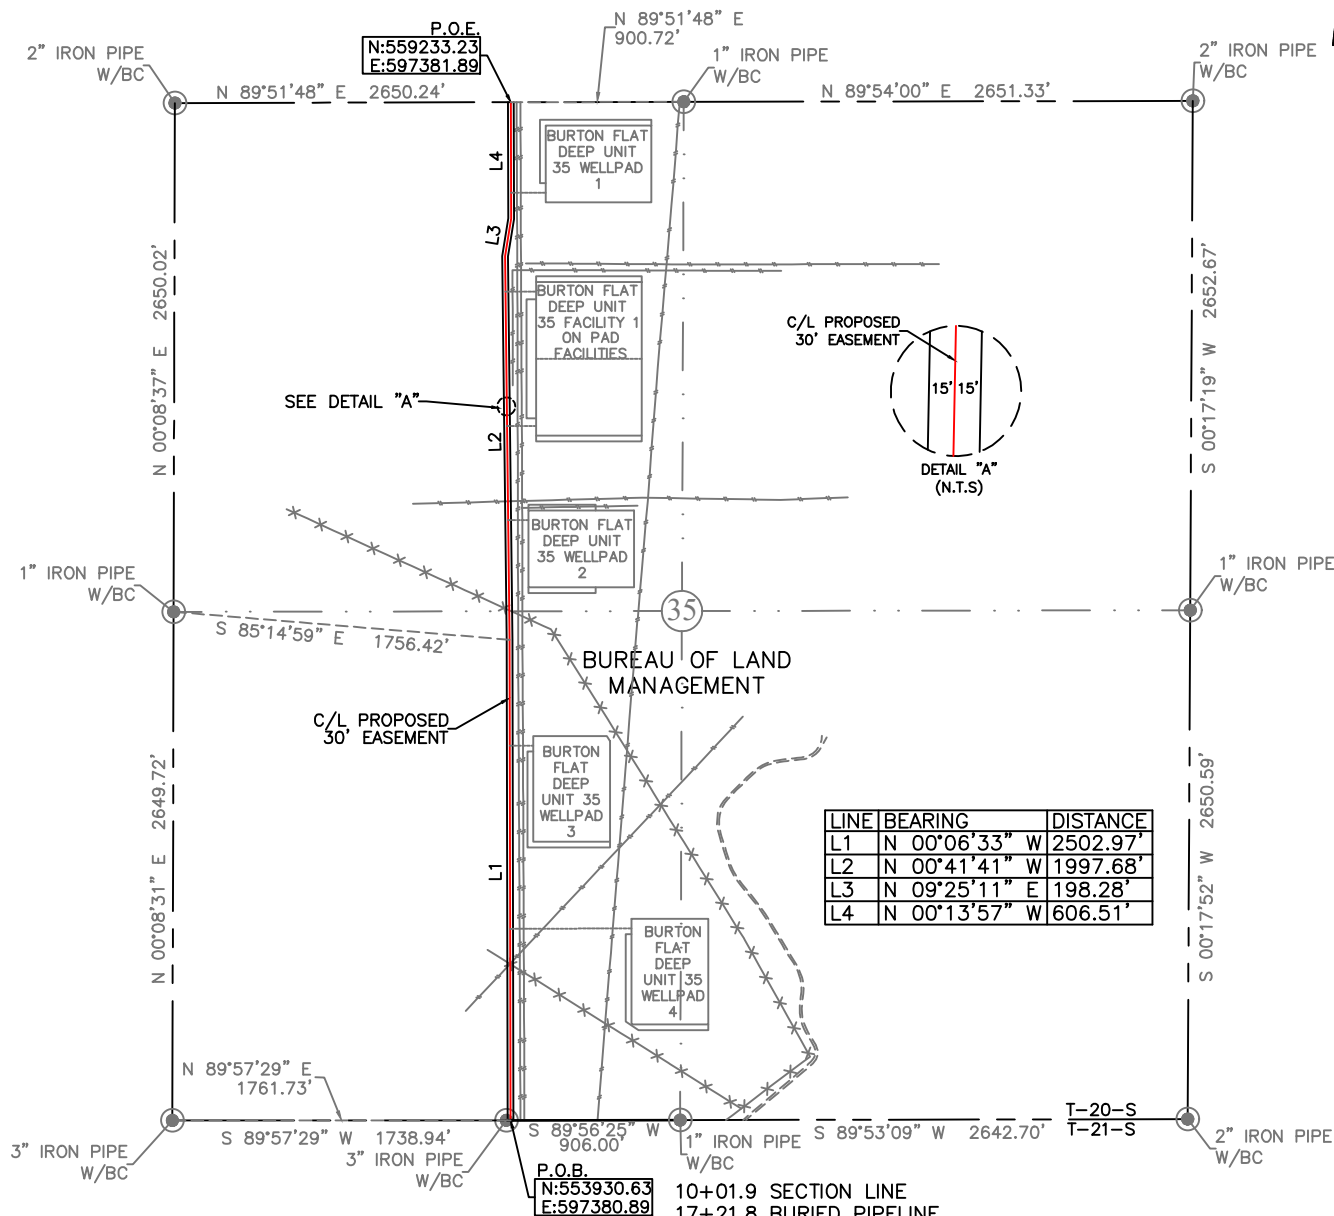 P.O.E.
N:559233.23
E:597381.89
N 89°51'48" E
900.72'
2" IRON PIPE
W/BC
1" IRON PIPE
W/BC
2" IRON PIPE
W/BC
N 89°51'48" E 2650.24'
N 89°54'00" E 2651.33'
L4
BURTON FLAT
DEEP UNIT
35 WELLPAD
1
L3
N 00°08'37" E 2650.02'
S 00°17'19" W 2652.67'
BURTON FLAT
DEEP UNIT
35 FACILITY 1
ON PAD
FACILITIES
C/L PROPOSED
30' EASEMENT
15' 15'
DETAIL "A"
(N.T.S)
SEE DETAIL "A"
L2
BURTON FLAT
DEEP UNIT
35 WELLPAD
2
1" IRON PIPE
W/BC
1" IRON PIPE
W/BC
35
S 85°14'59" E 1756.42'
BUREAU OF LAND
MANAGEMENT
C/L PROPOSED
30' EASEMENT
BURTON
FLAT
DEEP
UNIT 35
WELLPAD
3
N 00°08'31" E 2649.72'
S 00°17'52" W 2650.59'
L1
LINE BEARING DISTANCE
L1 N 00°06'33" W 2502.97'
L2 N 00°41'41" W 1997.68'
L3 N 09°25'11" E 198.28'
L4 N 00°13'57" W 606.51'
BURTON
FLAT
DEEP
UNIT 35
WELLPAD
4
N 89°57'29" E
1761.73'
T-20-S
T-21-S
S 89°57'29" W 1738.94'
S 89°56'25" W
906.00'
S 89°53'09" W 2642.70'
3" IRON PIPE
W/BC
3" IRON PIPE
W/BC
1" IRON PIPE
W/BC
2" IRON PIPE
W/BC
P.O.B.
N:553930.63
E:597380.89
10+01.9 SECTION LINE
17+21.8 BURIED PIPELINE